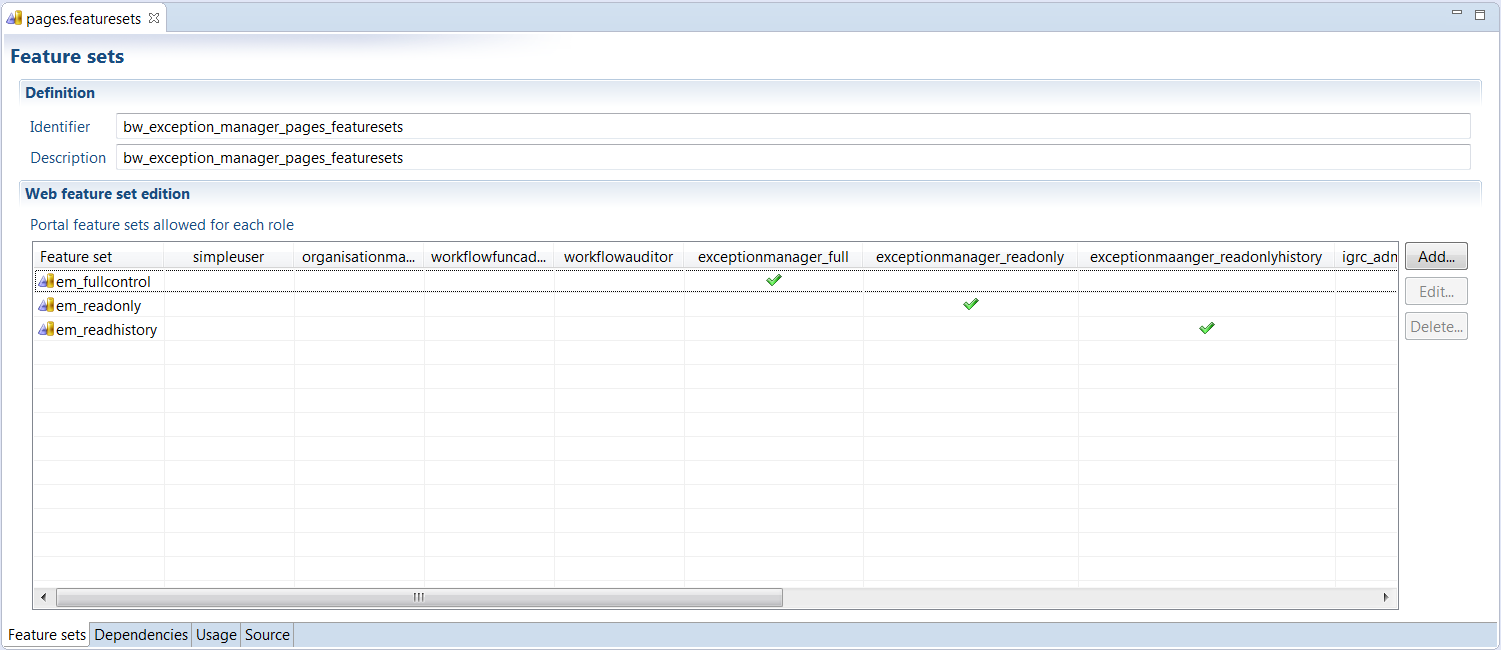 pages.featuresets
Feature sets
Definition
Identifier bw_exception_manager_pages_featuresets
Description bw_exception_manager_pages_featuresets
Web feature set edition
Portal feature sets allowed for each role
Feature set simpleuser organisationma... workflowfuncad... workflowauditor exceptionmanager_full exceptionmanager_readonly exceptionmaanger_readonlyhistory igrc_adn Add...
em_fullcontrol
Edit...
em_readonly
em_readhistory Delete...
Feature sets Dependencies Usage Source